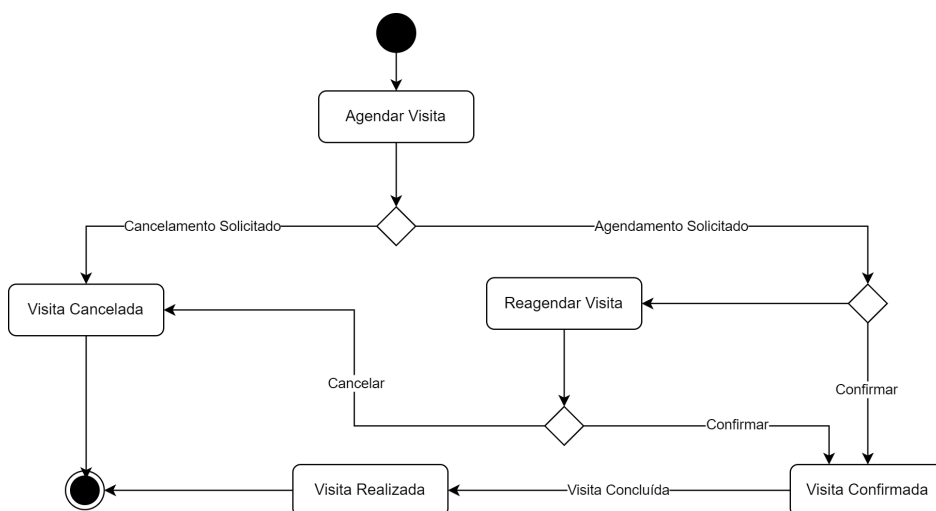 Agendar Visita
Cancelamento Solicitado
Agendamento Solicitado
Visita Cancelada
Reagendar Visita
Cancelar
Confirmar
Confirmar
Visita Realizada
Visita Concluída
Visita Confirmada